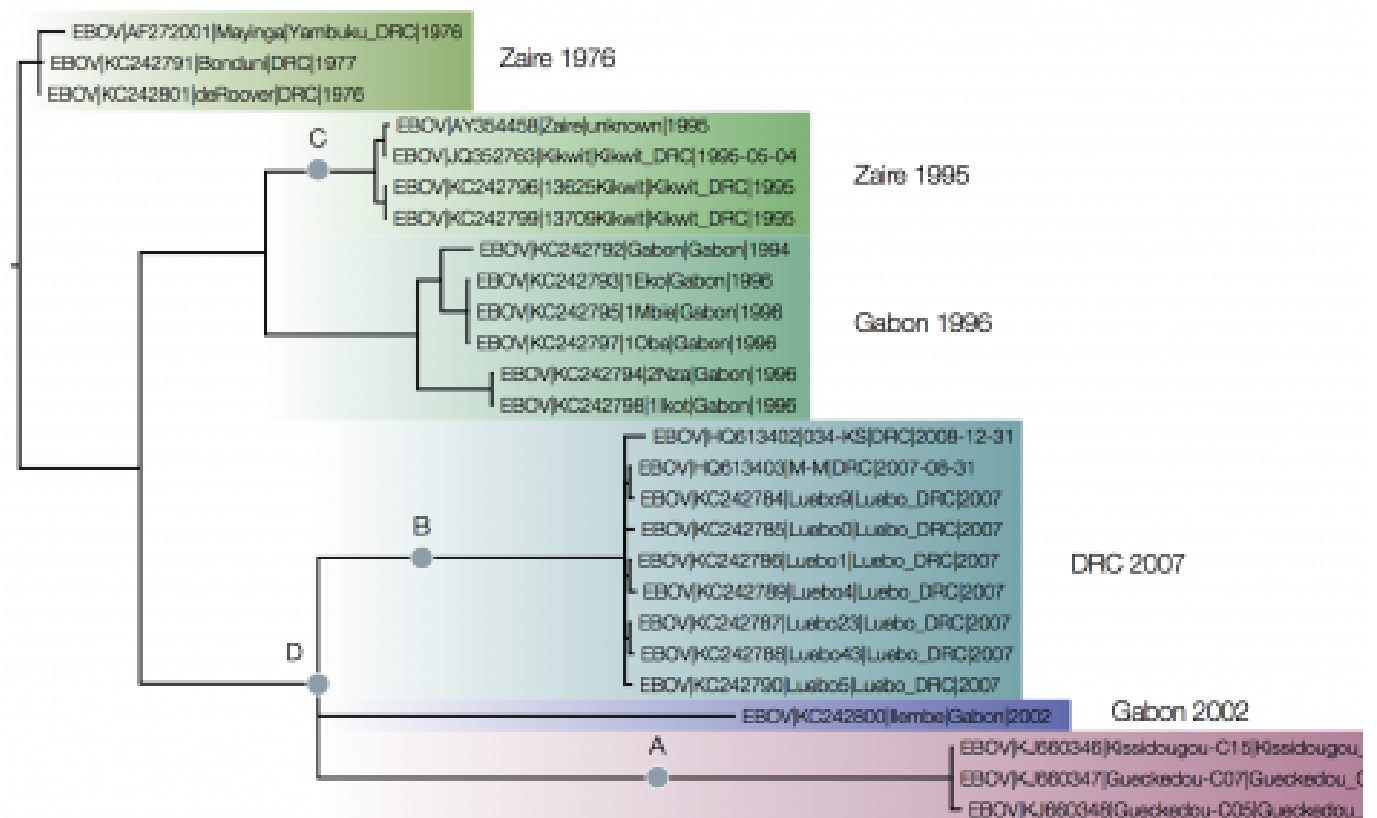 EBOV|AF272001|Mayinga|Yambuku_DRC|1976
EBOV|KC242791|Bonduni|DRC|1977
EBOV|KC242801|deRoover|DRC|1976
Zaire 1976
C
EBOV|AY354458|Zaire|unknown|1995
EBOV|JQ352763|Kikwit|Kikwit_DRC|1995-05-04
EBOV|KC242796|13625Kikwit|Kikwit_DRC|1995
EBOV|KC242799|13709Kikwit|Kikwit_DRC|1995
Zaire 1995
EBOV|KC242792|Gabon|Gabon|1994
EBOV|KC242793|1Eko|Gabon|1996
EBOV|KC242795|1Mbie|Gabon|1996
EBOV|KC242797|1Oba|Gabon|1996
EBOV|KC242794|2Nza|Gabon|1996
EBOV|KC242798|1Ikot|Gabon|1996
Gabon 1996
EBOV|HQ613402|034-KS|DRC|2008-12-31
EBOV|HQ613403|M-M|DRC|2007-08-31
EBOV|KC242784|Luebo9|Luebo_DRC|2007
B
EBOV|KC242785|Luebo0|Luebo_DRC|2007
EBOV|KC242786|Luebo1|Luebo_DRC|2007
EBOV|KC242789|Luebo4|Luebo_DRC|2007
EBOV|KC242787|Luebo23|Luebo_DRC|2007
EBOV|KC242788|Luebo43|Luebo_DRC|2007
EBOV|KC242790|Luebo5|Luebo_DRC|2007
DRC 2007
D
EBOV|KC242800|Ilembe|Gabon|2002
Gabon 2002
A
EBOV|KJ660346|Kissidougou-C15|Kissidougou_
EBOV|KJ660347|Gueckedou-C07|Gueckedou_C
EBOV|KJ660348|Gueckedou-C05|Gueckedou_